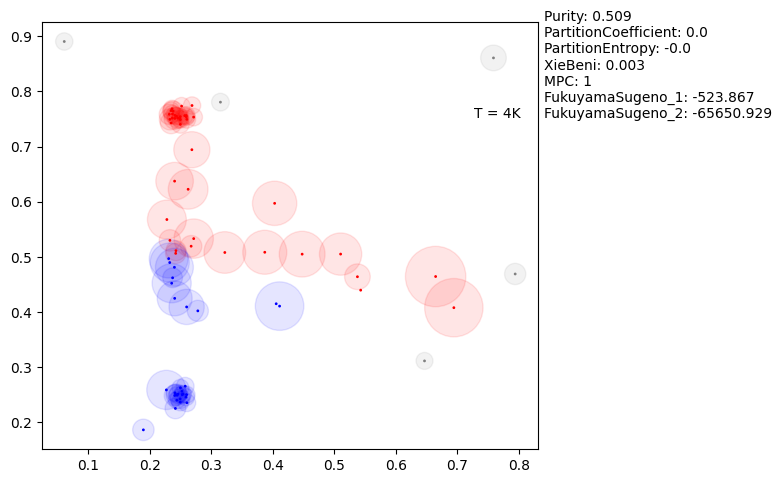 Purity: 0.509
PartitionCoefficient: 0.0
PartitionEntropy: -0.0
XieBeni: 0.003
MPC: 1
FukuyamaSugeno_1: -523.867
FukuyamaSugeno_2: -65650.929
T = 4K
0.9
0.8
0.7
0.6
0.5
0.4
0.3
0.2
0.1 0.2 0.3 0.4 0.5 0.6 0.7 0.8